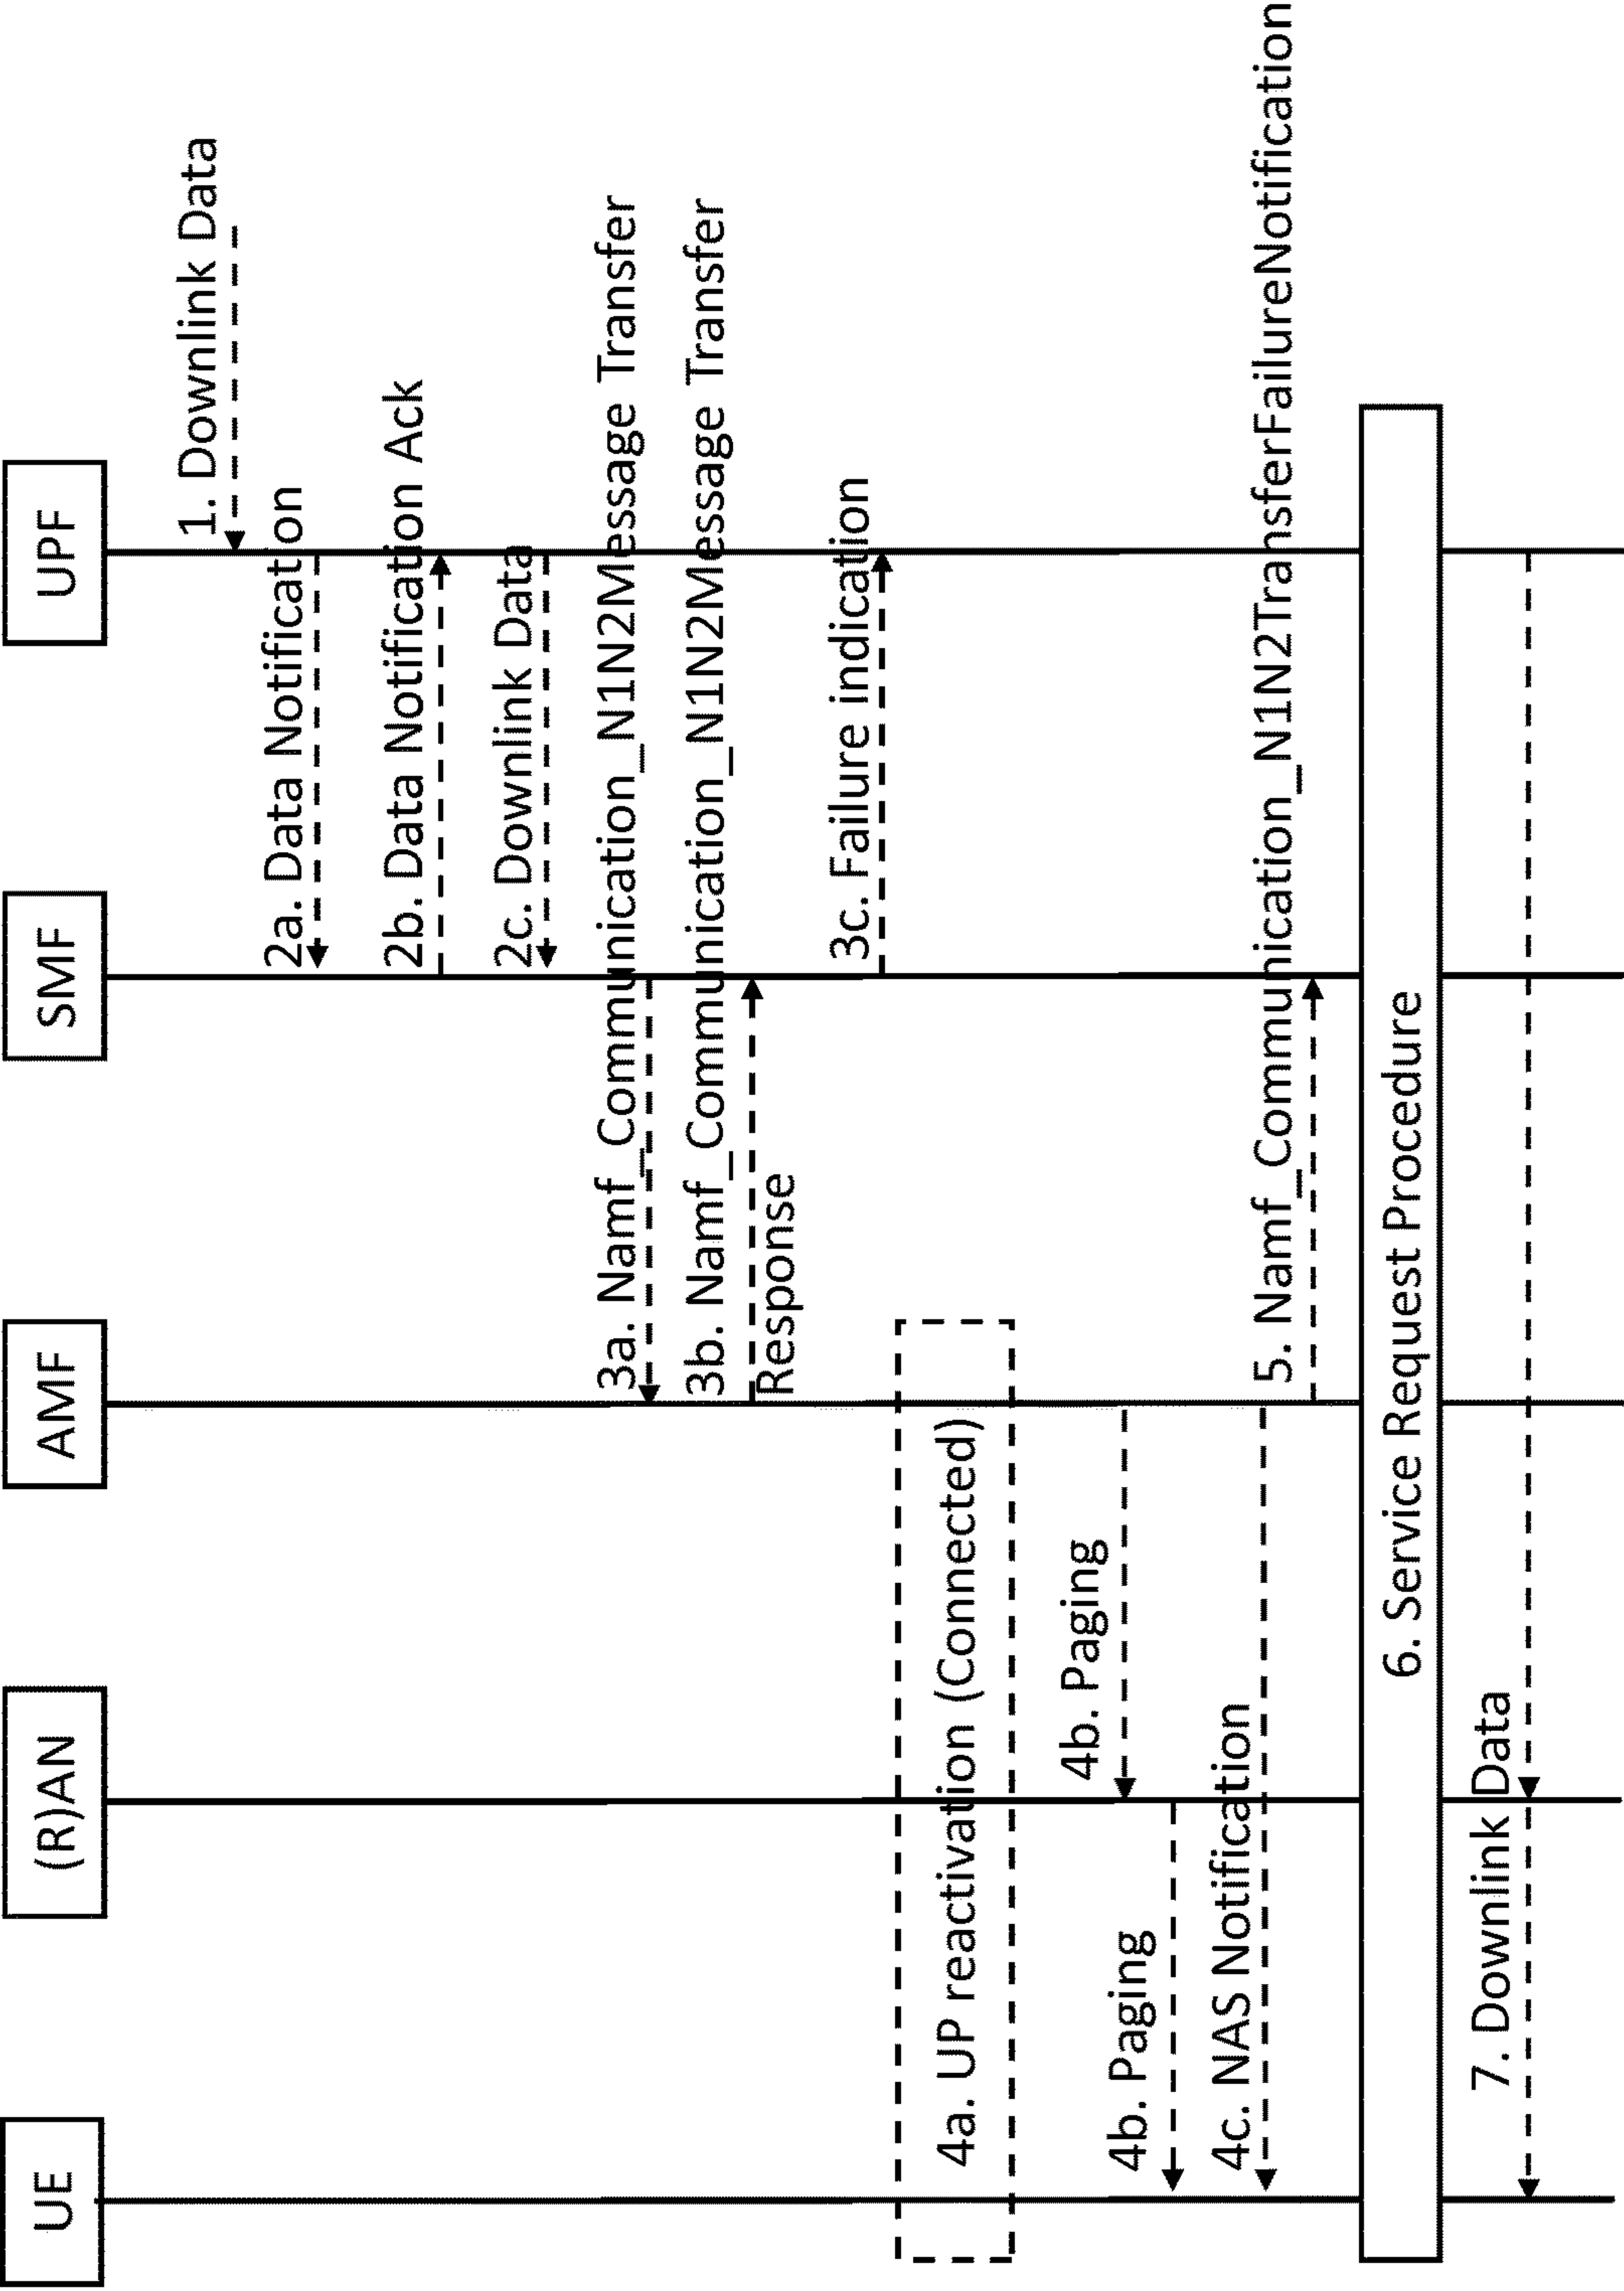 UE
(R)AN
AMF
SMF
UPF
1. Downlink Data
2a. Data Notification
2b. Data Notification Ack
2c. Downlink Data
3a. Namf_Communication_N1N2Message Transfer
3b. Namf_Communication_N1N2Message Transfer
Response
3c. Failure indication
4a. UP reactivation (Connected)
4b. Paging
4b. Paging
4c. NAS Notification
5. Namf_Communication_N1N2TransferFailureNotification
6. Service Request Procedure
7. Downlink Data